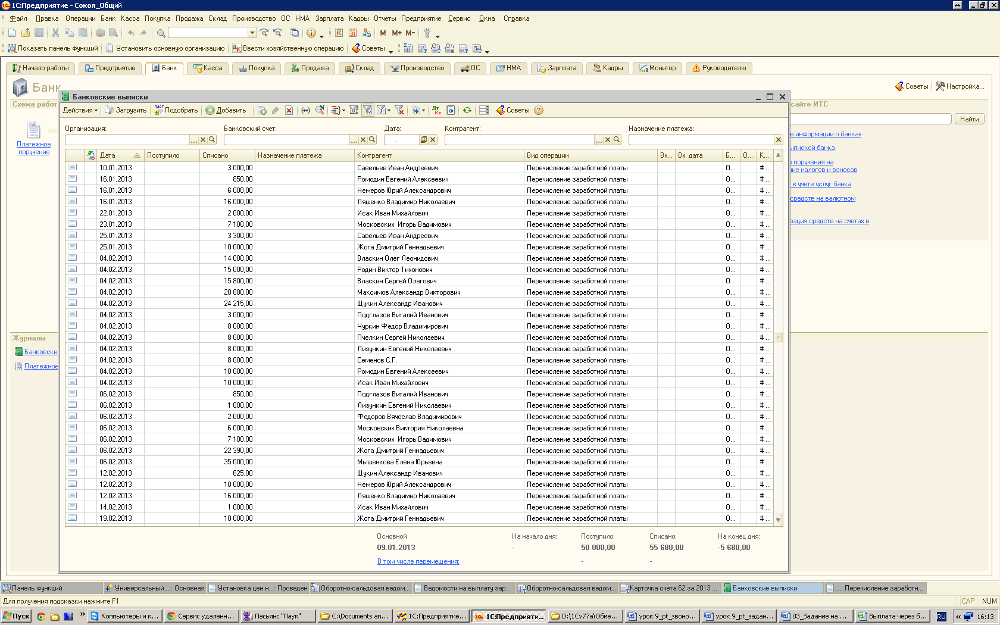 1С:Предприятие - Сокол_Общий
Файл Правка Операции Банк Касса Покупка Продажа Склад Производство ОС НМА Зарплата Кадры Отчеты Предприятие Сервис Окна Справка
M M+ M-
Показать панель функций Установить основную организацию Ввести хозяйственную операцию Советы
Начало работы Предприятие Банк Касса Покупка Продажа Склад Производство ОС НМА Зарплата Кадры Монитор Руководителю
Банк
Советы Настройка...
Схема работ
сайте ИТС
Найти
Платежное
поручение
е информации о банках
ыпиской банка
е поручения на
ние налогов и взносов
в учете услуг банка
средств на валютном
зация средств на счетах в
Журналы
Банковски
Платежное
Банковские выписки
Действия Загрузить Подобрать Добавить Советы
Организация: Банковский счет: Дата: Контрагент: Назначение платежа:
. .
Дата Поступило Списано Назначение платежа Контрагент Вид операции Вх... Вх. дата Б... О... К...
10.01.2013 3 000,00 Савельев Иван Андреевич Перечисление заработной платы О... # ...
16.01.2013 850,00 Ромодин Евгений Алексеевич Перечисление заработной платы О... # ...
16.01.2013 6 000,00 Немеров Юрий Александрович Перечисление заработной платы О... # ...
16.01.2013 16 000,00 Ляшенко Владимир Николаевич Перечисление заработной платы О... # ...
22.01.2013 2 000,00 Исак Иван Михайлович Перечисление заработной платы О... # ...
23.01.2013 7 100,00 Московских Игорь Вадимович Перечисление заработной платы О... # ...
25.01.2013 3 300,00 Савельев Иван Андреевич Перечисление заработной платы О... # ...
25.01.2013 10 000,00 Жога Дмитрий Геннадьевич Перечисление заработной платы О... # ...
04.02.2013 14 000,00 Власкин Олег Леонидович Перечисление заработной платы О... # ...
04.02.2013 15 000,00 Родин Виктор Тихонович Перечисление заработной платы О... # ...
04.02.2013 15 800,00 Власкин Сергей Олегович Перечисление заработной платы О... # ...
04.02.2013 20 880,00 Максимов Александр Викторович Перечисление заработной платы О... # ...
04.02.2013 24 215,00 Щукин Александр Иванович Перечисление заработной платы О... # ...
04.02.2013 3 000,00 Подглазов Виталий Иванович Перечисление заработной платы О... # ...
04.02.2013 8 000,00 Чуркин Федор Владимирович Перечисление заработной платы О... # ...
04.02.2013 8 000,00 Пчелкин Сергей Николаевич Перечисление заработной платы О... # ...
04.02.2013 8 000,00 Лизункин Евгений Николаевич Перечисление заработной платы О... # ...
04.02.2013 8 000,00 Семенов С.Г. Перечисление заработной платы О... # ...
04.02.2013 10 000,00 Ромодин Евгений Алексеевич Перечисление заработной платы О... # ...
04.02.2013 10 000,00 Исак Иван Михайлович Перечисление заработной платы О... # ...
06.02.2013 850,00 Подглазов Виталий Иванович Перечисление заработной платы О... # ...
06.02.2013 1 000,00 Лизункин Евгений Николаевич Перечисление заработной платы О... # ...
06.02.2013 2 000,00 Федоров Вячеслав Владимирович Перечисление заработной платы О... # ...
06.02.2013 6 000,00 Московских Виктория Николаевна Перечисление заработной платы О... # ...
06.02.2013 7 100,00 Московских Игорь Вадимович Перечисление заработной платы О... # ...
06.02.2013 22 390,00 Жога Дмитрий Геннадьевич Перечисление заработной платы О... # ...
06.02.2013 35 000,00 Мышенкова Елена Юрьевна Перечисление заработной платы О... # ...
12.02.2013 625,00 Щукин Александр Иванович Перечисление заработной платы О... # ...
12.02.2013 10 000,00 Немеров Юрий Александрович Перечисление заработной платы О... # ...
12.02.2013 16 000,00 Ляшенко Владимир Николаевич Перечисление заработной платы О... # ...
14.02.2013 1 000,00 Исак Иван Михайлович Перечисление заработной платы О... # ...
19.02.2013 10 000,00 Жога Дмитрий Геннадьевич Перечисление заработной платы О... # ...
Основной На начало дня: Поступило: Списано: На конец дня:
09.01.2013 - 50 000,00 55 680,00 -5 680,00
В том числе перемещения: - -
Панель функций Универсальный ...: Основная Установка цен н...: Проведен Оборотно-сальдовая ведом... Ведомости на выплату зар... Оборотно-сальдовая ведом... Карточка счета 62 за 2013 ... Банковские выписки ...: Перечисление заработн...
Для получения подсказки нажмите F1 CAP NUM
Пуск » Компьютеры и к... Сервис удаленн... Пасьянс "Паук" C:\Documents an... 1С:Предприятие... 1С:Предприяти... D:\1Cv77a\Обме... урок 9_pt_звоно... урок 9_pt_задан... 03_Задание на ... Выплата через б... RU « 16:13